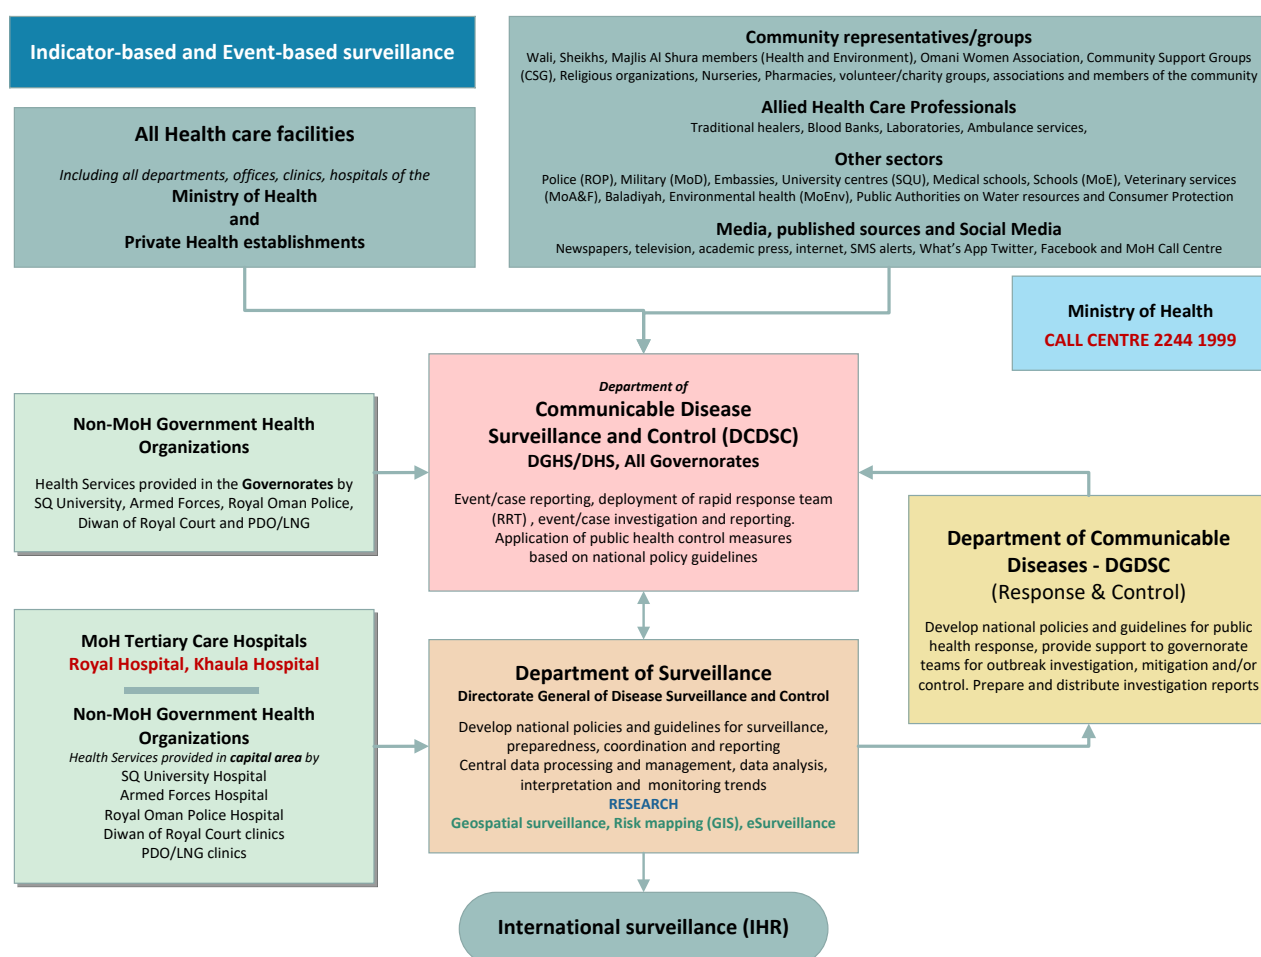 Indicator-based and Event-based surveillance
Community representatives/groups
Wali, Sheikhs, Majlis Al Shura members (Health and Environment), Omani Women Association, Community Support Groups
(CSG), Religious organizations, Nurseries, Pharmacies, volunteer/charity groups, associations and members of the community
Allied Health Care Professionals
Traditional healers, Blood Banks, Laboratories, Ambulance services,
Other sectors
Police (ROP), Military (MoD), Embassies, University centres (SQU), Medical schools, Schools (MoE), Veterinary services
(MoA&F), Baladiyah, Environmental health (MoEnv), Public Authorities on Water resources and Consumer Protection
Media, published sources and Social Media
Newspapers, television, academic press, internet, SMS alerts, What's App Twitter, Facebook and MoH Call Centre
All Health care facilities
Including all departments, offices, clinics, hospitals of the
Ministry of Health
and
Private Health establishments
Ministry of Health
CALL CENTRE 2244 1999
Department of
Communicable Disease
Surveillance and Control (DCDSC)
DGHS/DHS, All Governorates
Event/case reporting, deployment of rapid response team
(RRT) , event/case investigation and reporting.
Application of public health control measures
based on national policy guidelines
Non-MoH Government Health
Organizations
Health Services provided in the Governorates by
SQ University, Armed Forces, Royal Oman Police,
Diwan of Royal Court and PDO/LNG
Department of Communicable
Diseases - DGDSC
(Response & Control)
Develop national policies and guidelines for public
health response, provide support to governorate
teams for outbreak investigation, mitigation and/or
control. Prepare and distribute investigation reports
MoH Tertiary Care Hospitals
Royal Hospital, Khaula Hospital
Non-MoH Government Health
Organizations
Health Services provided in capital area by
SQ University Hospital
Armed Forces Hospital
Royal Oman Police Hospital
Diwan of Royal Court clinics
PDO/LNG clinics
Department of Surveillance
Directorate General of Disease Surveillance and Control
Develop national policies and guidelines for surveillance,
preparedness, coordination and reporting
Central data processing and management, data analysis,
interpretation and monitoring trends
RESEARCH
Geospatial surveillance, Risk mapping (GIS), eSurveillance
International surveillance (IHR)